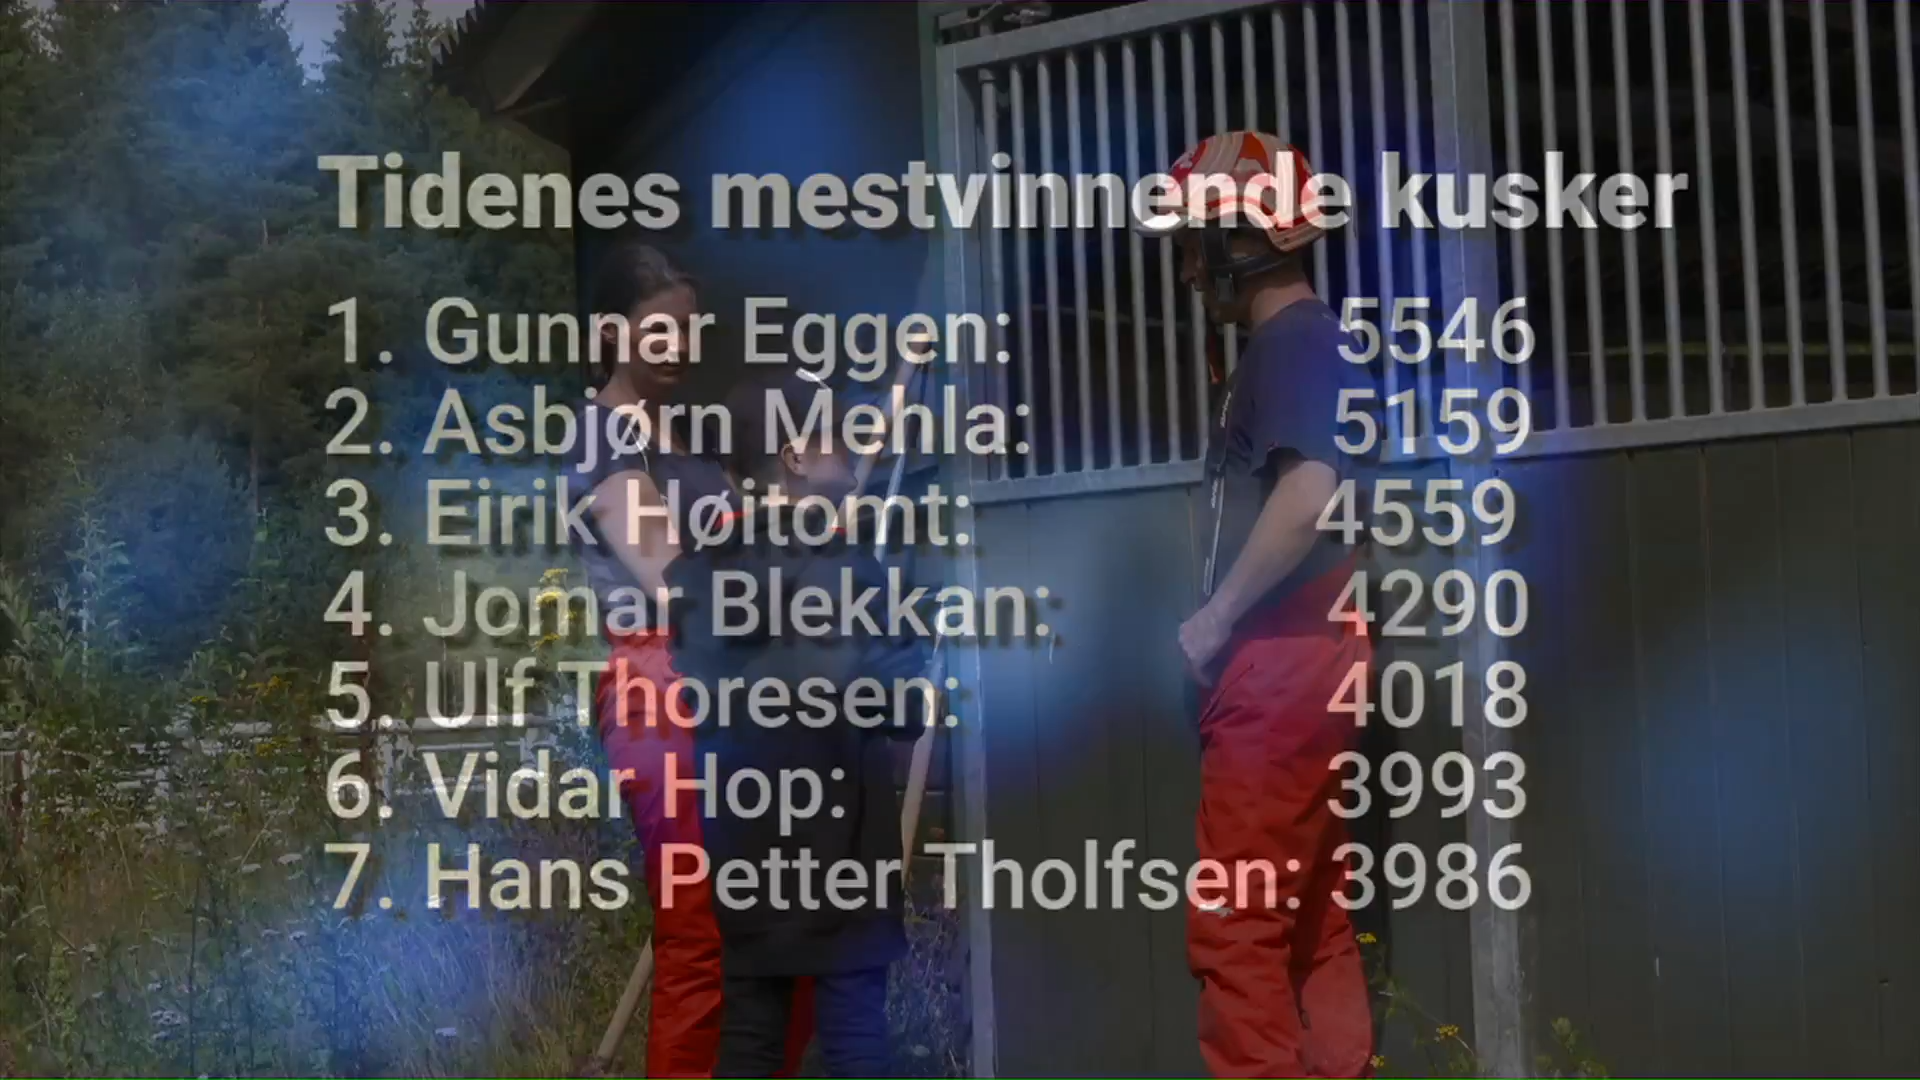 Tidenes mestvinnende kusker
1. Gunnar Eggen: 5546
2. Asbjørn Mehla: 5159
3. Eirik Høitomt: 4559
4. Jomar Blekkan: 4290
5. Ulf Thoresen: 4018
6. Vidar Hop: 3993
7. Hans Petter Tholfsen: 3986